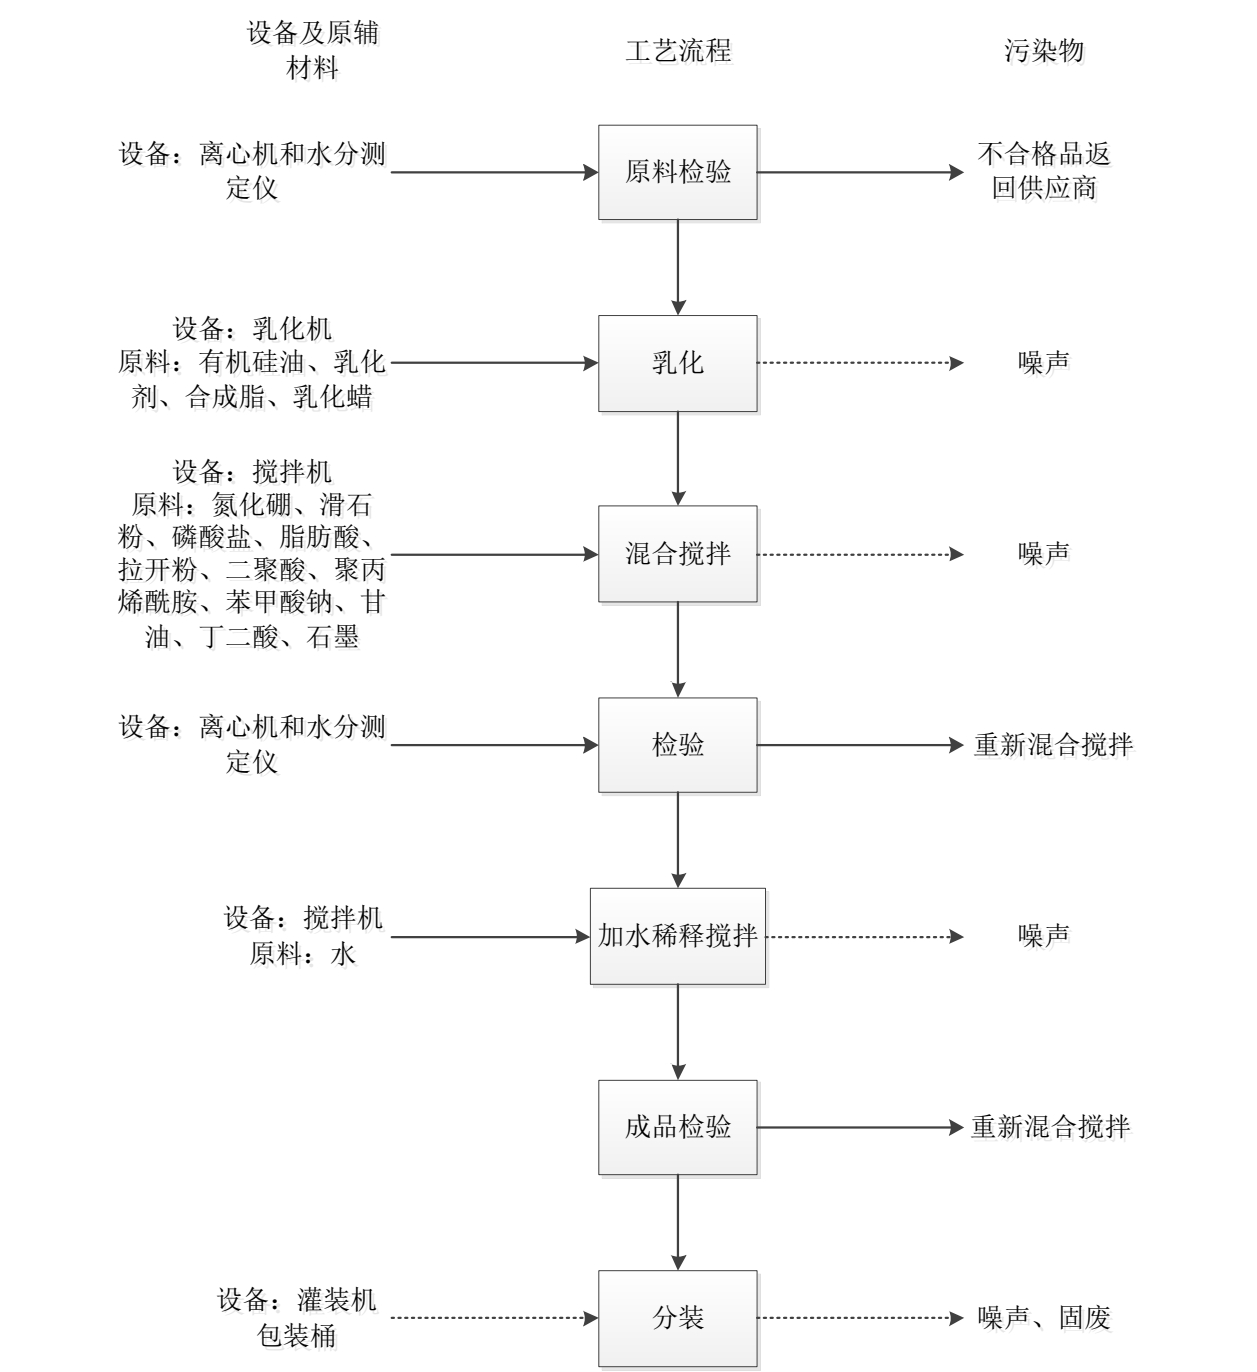 设备及原辅
材料
工艺流程
污染物
设备：离心机和水分测
定仪
原料检验
不合格品返
回供应商
设备：乳化机
原料：有机硅油、乳化
剂、合成脂、乳化蜡
乳化
噪声
设备：搅拌机
原料：氮化硼、滑石
粉、磷酸盐、脂肪酸、
拉开粉、二聚酸、聚丙
烯酰胺、苯甲酸钠、甘
油、丁二酸、石墨
混合搅拌
噪声
设备：离心机和水分测
定仪
检验
重新混合搅拌
设备：搅拌机
原料：水
加水稀释搅拌
噪声
成品检验
重新混合搅拌
设备：灌装机
包装桶
分装
噪声、固废